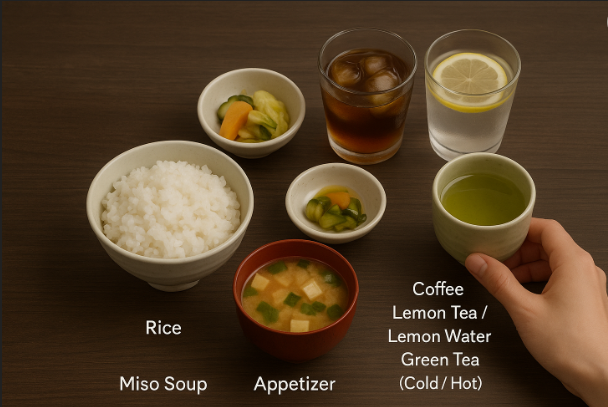 Rice
Miso Soup
Appetizer
Coffee
Lemon Tea /
Lemon Water
Green Tea
(Cold / Hot)